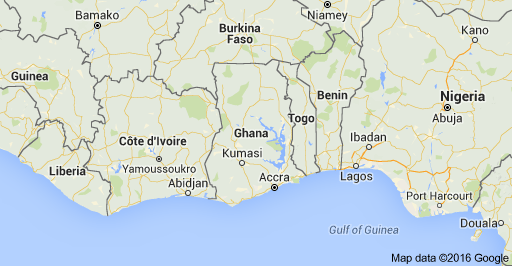 Bamako
Niamey
Burkina
Faso
Kano
Guinea
Benin
Nigeria
Togo
Abuja
Ghana
Côte d'Ivoire
Ibadan
Kumasi
Liberia
Yamoussoukro
Accra
Lagos
Abidjan
Port Harcourt
Gulf of Guinea
Douala
Map data ©2016 Google